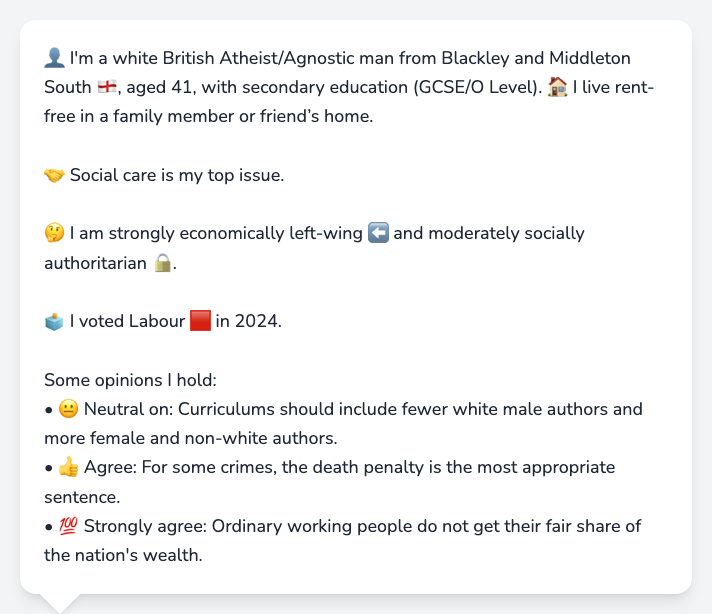 👤 I'm a white British Atheist/Agnostic man from Blackley and Middleton
South 🏴󠁧󠁢󠁥󠁮󠁧󠁿, aged 41, with secondary education (GCSE/O Level). 🏠 I live rent-
free in a family member or friend’s home.
🤝 Social care is my top issue.
🤔 I am strongly economically left-wing ⬅️ and moderately socially
authoritarian 🔒.
🗳️ I voted Labour 🟥 in 2024.
Some opinions I hold:
• 😐 Neutral on: Curriculums should include fewer white male authors and
more female and non-white authors.
• 👍 Agree: For some crimes, the death penalty is the most appropriate
sentence.
• 💯 Strongly agree: Ordinary working people do not get their fair share of
the nation's wealth.